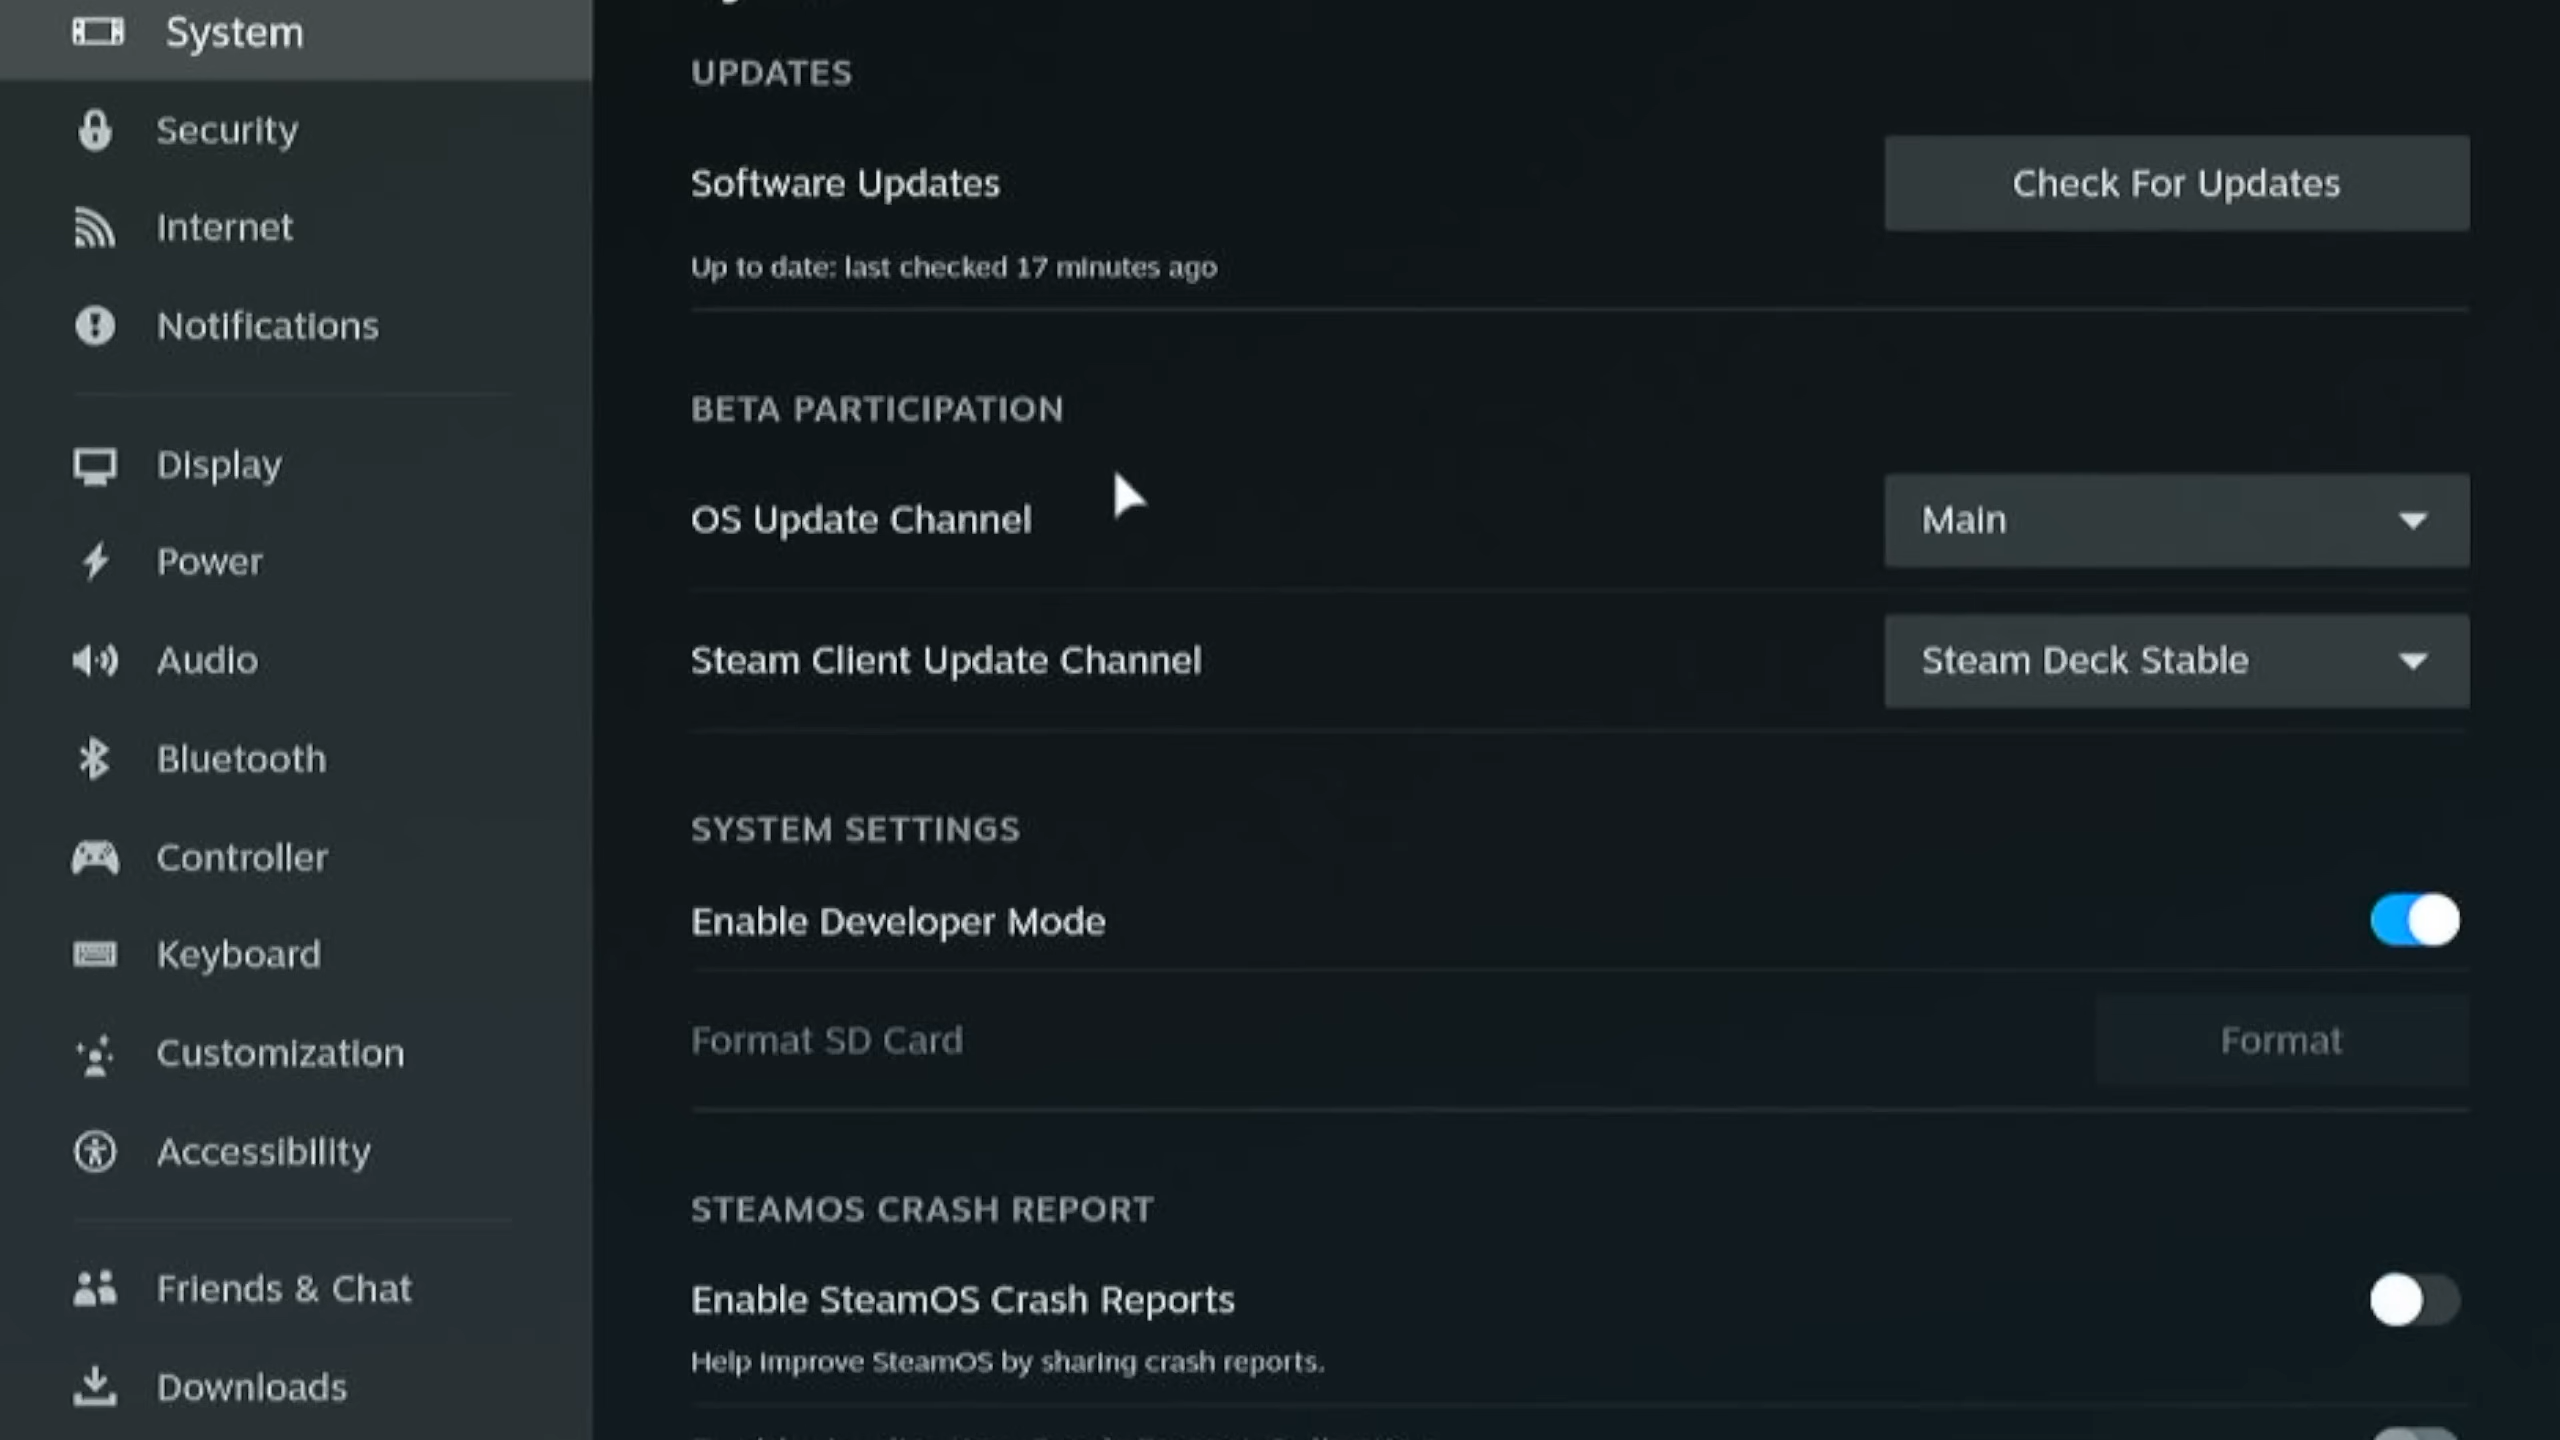 System
Security
Internet
Notifications
Display
Power
Audio
Bluetooth
Controller
Keyboard
Customization
Accessibility
Friends & Chat
Downloads
UPDATES
Software Updates
Check For Updates
Up to date: last checked 17 minutes ago
BETA PARTICIPATION
OS Update Channel
Main
Steam Client Update Channel
Steam Deck Stable
SYSTEM SETTINGS
Enable Developer Mode
Format SD Card
Format
STEAMOS CRASH REPORT
Enable SteamOS Crash Reports
Help improve SteamOS by sharing crash reports.